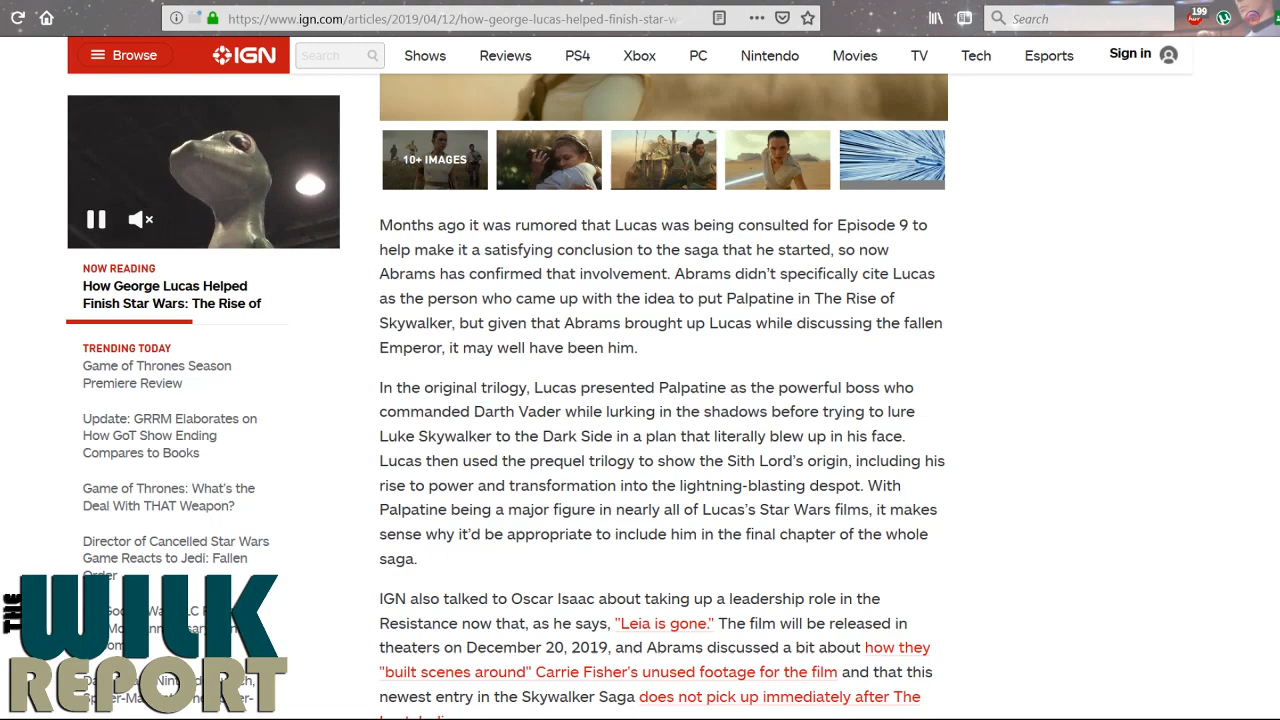 https://www.ign.com/articles/2019/04/12/how-george-lucas-helped-finish-star-w
Search
199
Browse
IGN
Search
Shows
Reviews
PS4
Xbox
PC
Nintendo
Movies
TV
Tech
Esports
Sign in
10+ IMAGES
NOW READING
How George Lucas Helped
Finish Star Wars: The Rise of
TRENDING TODAY
Game of Thrones Season
Premiere Review
Update: GRRM Elaborates on
How GoT Show Ending
Compares to Books
Game of Thrones: What's the
Deal With THAT Weapon?
Director of Cancelled Star Wars
Game Reacts to Jedi: Fallen
Order
THE WILK
REPORT
Months ago it was rumored that Lucas was being consulted for Episode 9 to
help make it a satisfying conclusion to the saga that he started, so now
Abrams has confirmed that involvement. Abrams didn't specifically cite Lucas
as the person who came up with the idea to put Palpatine in The Rise of
Skywalker, but given that Abrams brought up Lucas while discussing the fallen
Emperor, it may well have been him.
In the original trilogy, Lucas presented Palpatine as the powerful boss who
commanded Darth Vader while lurking in the shadows before trying to lure
Luke Skywalker to the Dark Side in a plan that literally blew up in his face.
Lucas then used the prequel trilogy to show the Sith Lord's origin, including his
rise to power and transformation into the lightning-blasting despot. With
Palpatine being a major figure in nearly all of Lucas's Star Wars films, it makes
sense why it'd be appropriate to include him in the final chapter of the whole
saga.
IGN also talked to Oscar Isaac about taking up a leadership role in the
Resistance now that, as he says, "Leia is gone." The film will be released in
theaters on December 20, 2019, and Abrams discussed a bit about how they
"built scenes around" Carrie Fisher's unused footage for the film and that this
newest entry in the Skywalker Saga does not pick up immediately after The